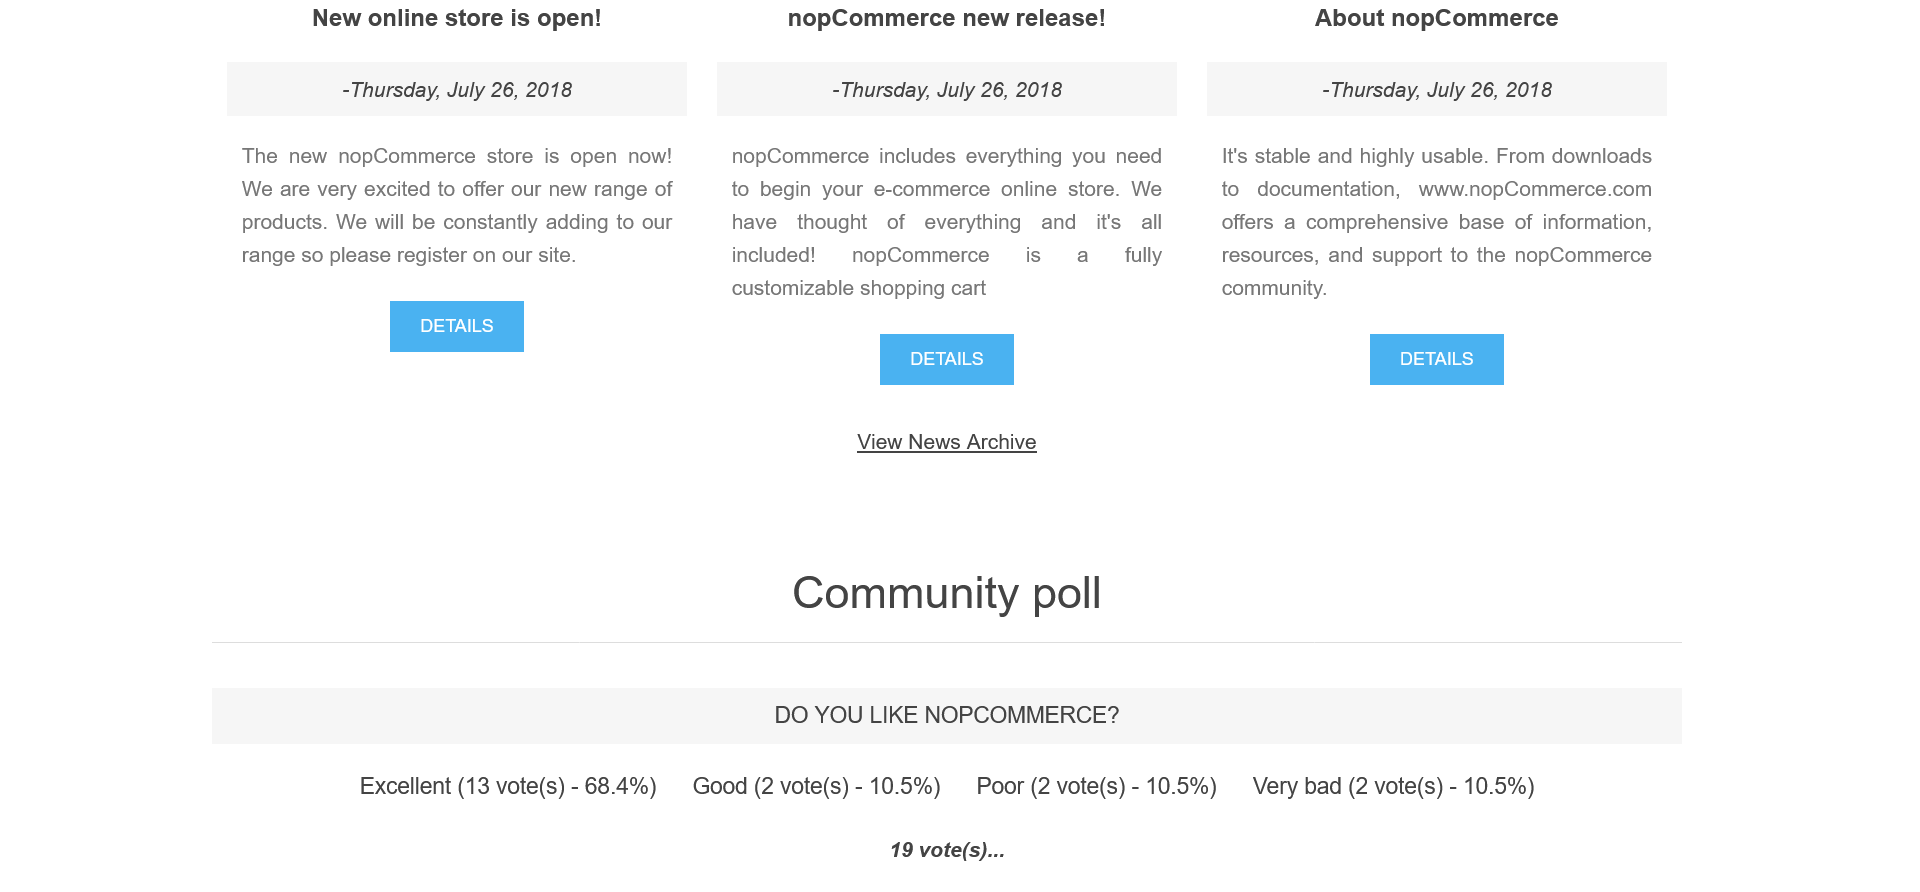 New online store is open!
-Thursday, July 26, 2018
The new nopCommerce store is open now!
We are very excited to offer our new range of
products. We will be constantly adding to our
range so please register on our site.
DETAILS
nopCommerce new release!
-Thursday, July 26, 2018
nopCommerce includes everything you need
to begin your e-commerce online store. We
have thought of everything and it's all
included! nopCommerce is a fully
customizable shopping cart
DETAILS
About nopCommerce
-Thursday, July 26, 2018
It's stable and highly usable. From downloads
to documentation, www.nopCommerce.com
offers a comprehensive base of information,
resources, and support to the nopCommerce
community.
DETAILS
View News Archive
Community poll
DO YOU LIKE NOPCOMMERCE?
Excellent (13 vote(s) - 68.4%) Good (2 vote(s) - 10.5%) Poor (2 vote(s) - 10.5%) Very bad (2 vote(s) - 10.5%)
19 vote(s)...